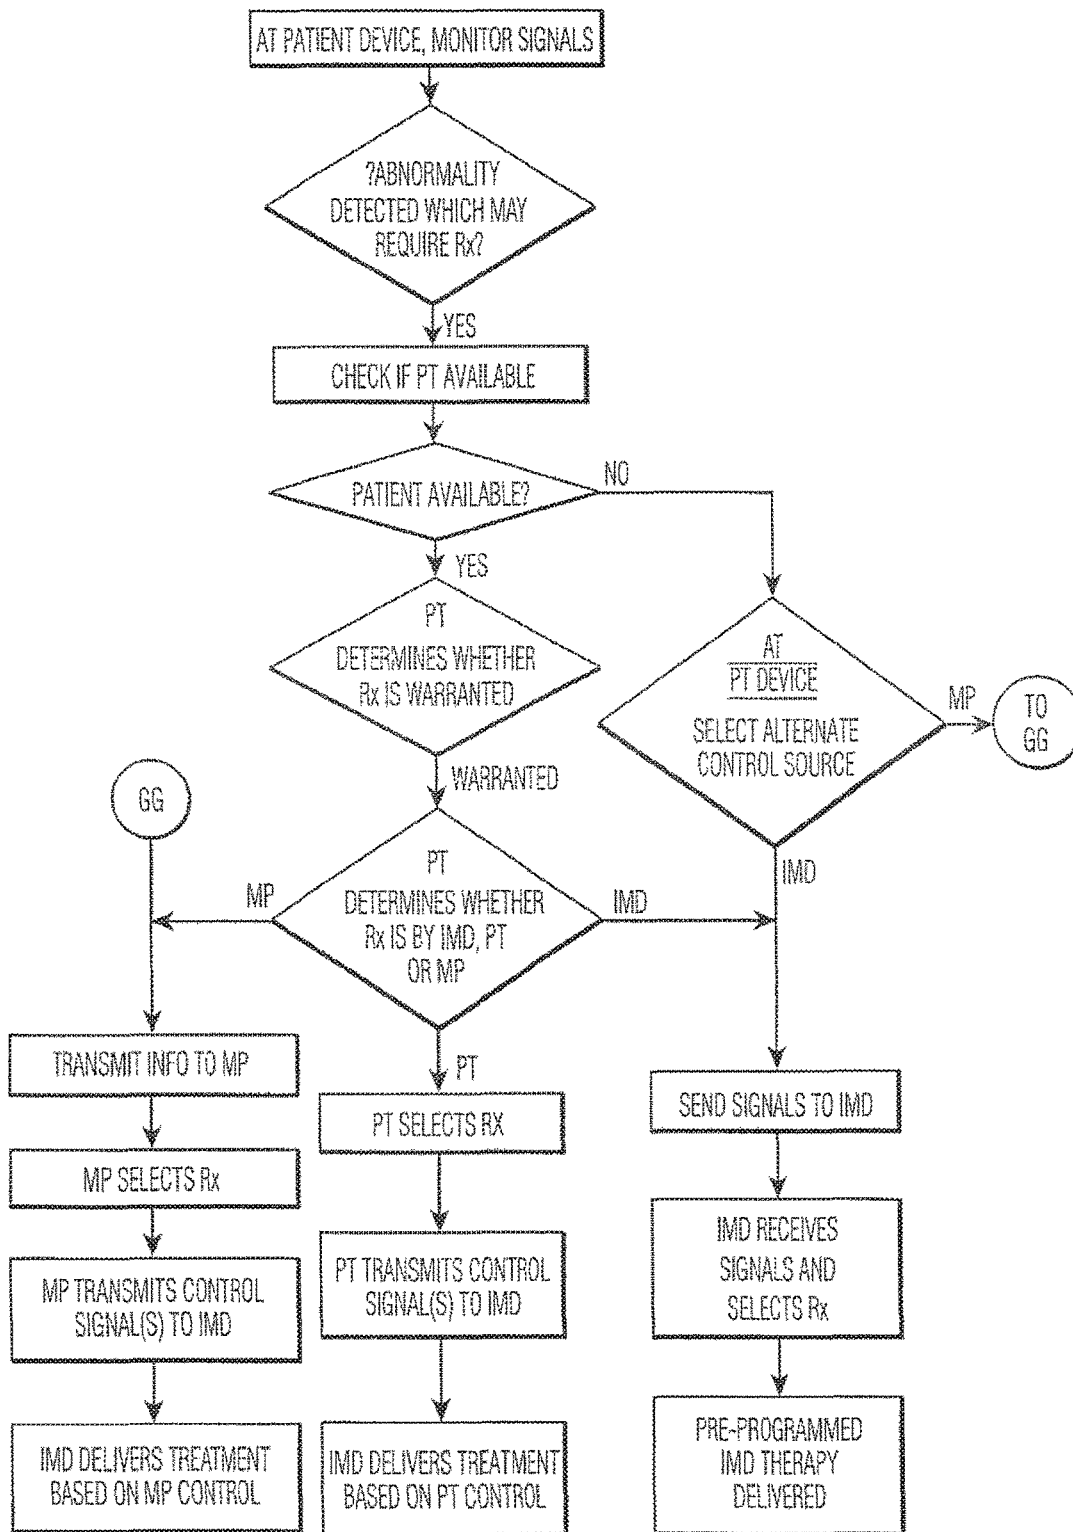 AT PATIENT DEVICE, MONITOR SIGNALS
?ABNORMALITY
DETECTED WHICH MAY
REQUIRE Rx?
YES
CHECK IF PT AVAILABLE
PATIENT AVAILABLE?
NO
YES
PT
DETERMINES WHETHER
Rx IS WARRANTED
WARRANTED
AT
PT DEVICE
SELECT ALTERNATE
CONTROL SOURCE
MP
TO
GG
IMD
GG
PT
DETERMINES WHETHER
Rx IS BY IMD, PT
OR MP
MP
IMD
PT
TRANSMIT INFO TO MP
MP SELECTS Rx
MP TRANSMITS CONTROL
SIGNAL(S) TO IMD
IMD DELIVERS TREATMENT
BASED ON MP CONTROL
PT SELECTS RX
PT TRANSMITS CONTROL
SIGNAL(S) TO IMD
IMD DELIVERS TREATMENT
BASED ON PT CONTROL
SEND SIGNALS TO IMD
IMD RECEIVES
SIGNALS AND
SELECTS Rx
PRE-PROGRAMMED
IMD THERAPY
DELIVERED